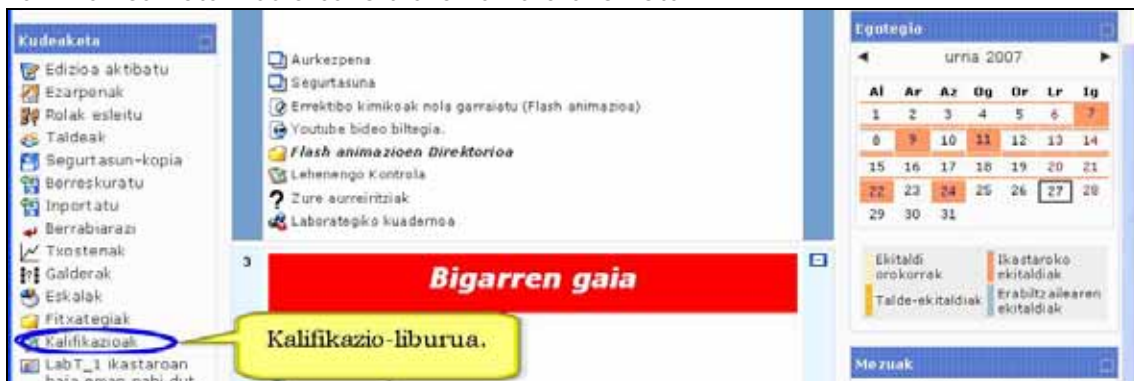 Kudeaketa
Edizioa aktibatu
Ezarpenak
Rolak esleitu
Taldeak
Segurtasun-kopia
Berreskuratu
Inportatu
Berrabiarazi
Txostenak
Galderak
Eskalak
Fitxategiak
Kalifikazioak
LabT_1 ikastaroan
Aurkezpena
Segurtasuna
Errektibo kimikoak nola garraiatu (Flash animazioa)
Youtube bideo biltegia.
Flash animazioen Direktorioa
Lehenengo Kontrola
Zure aurreiritziak
Laborategiko kuadernoa
3
Bigarren gaia
Kalifikazio-liburua.
Egutegia
◄ urria 2007 ►
Al Ar Az Og Or Lr Ig
1 2 3 4 5 6 7
8 9 10 11 12 13 14
15 16 17 18 19 20 21
22 23 24 25 26 27 28
29 30 31
Ekitaldi orokorrak
Ikastaroko ekitaldiak
Talde-ekitaldiak
Erabiltzailearen ekitaldiak
Mezuak